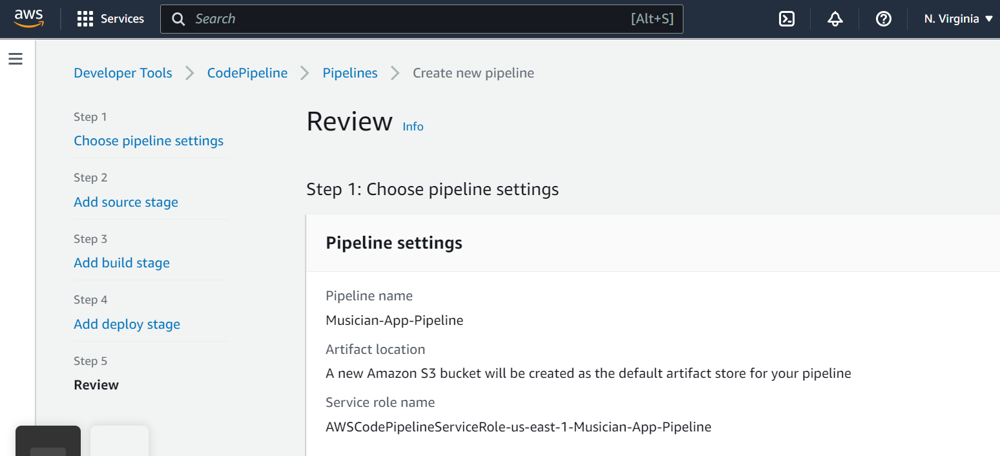 aws Services Search [Alt+S] N. Virginia
Developer Tools CodePipeline Pipelines Create new pipeline
Step 1
Choose pipeline settings
Step 2
Add source stage
Step 3
Add build stage
Step 4
Add deploy stage
Step 5
Review
Review Info
Step 1: Choose pipeline settings
Pipeline settings
Pipeline name
Musician-App-Pipeline
Artifact location
A new Amazon S3 bucket will be created as the default artifact store for your pipeline
Service role name
AWSCodePipelineServiceRole-us-east-1-Musician-App-Pipeline